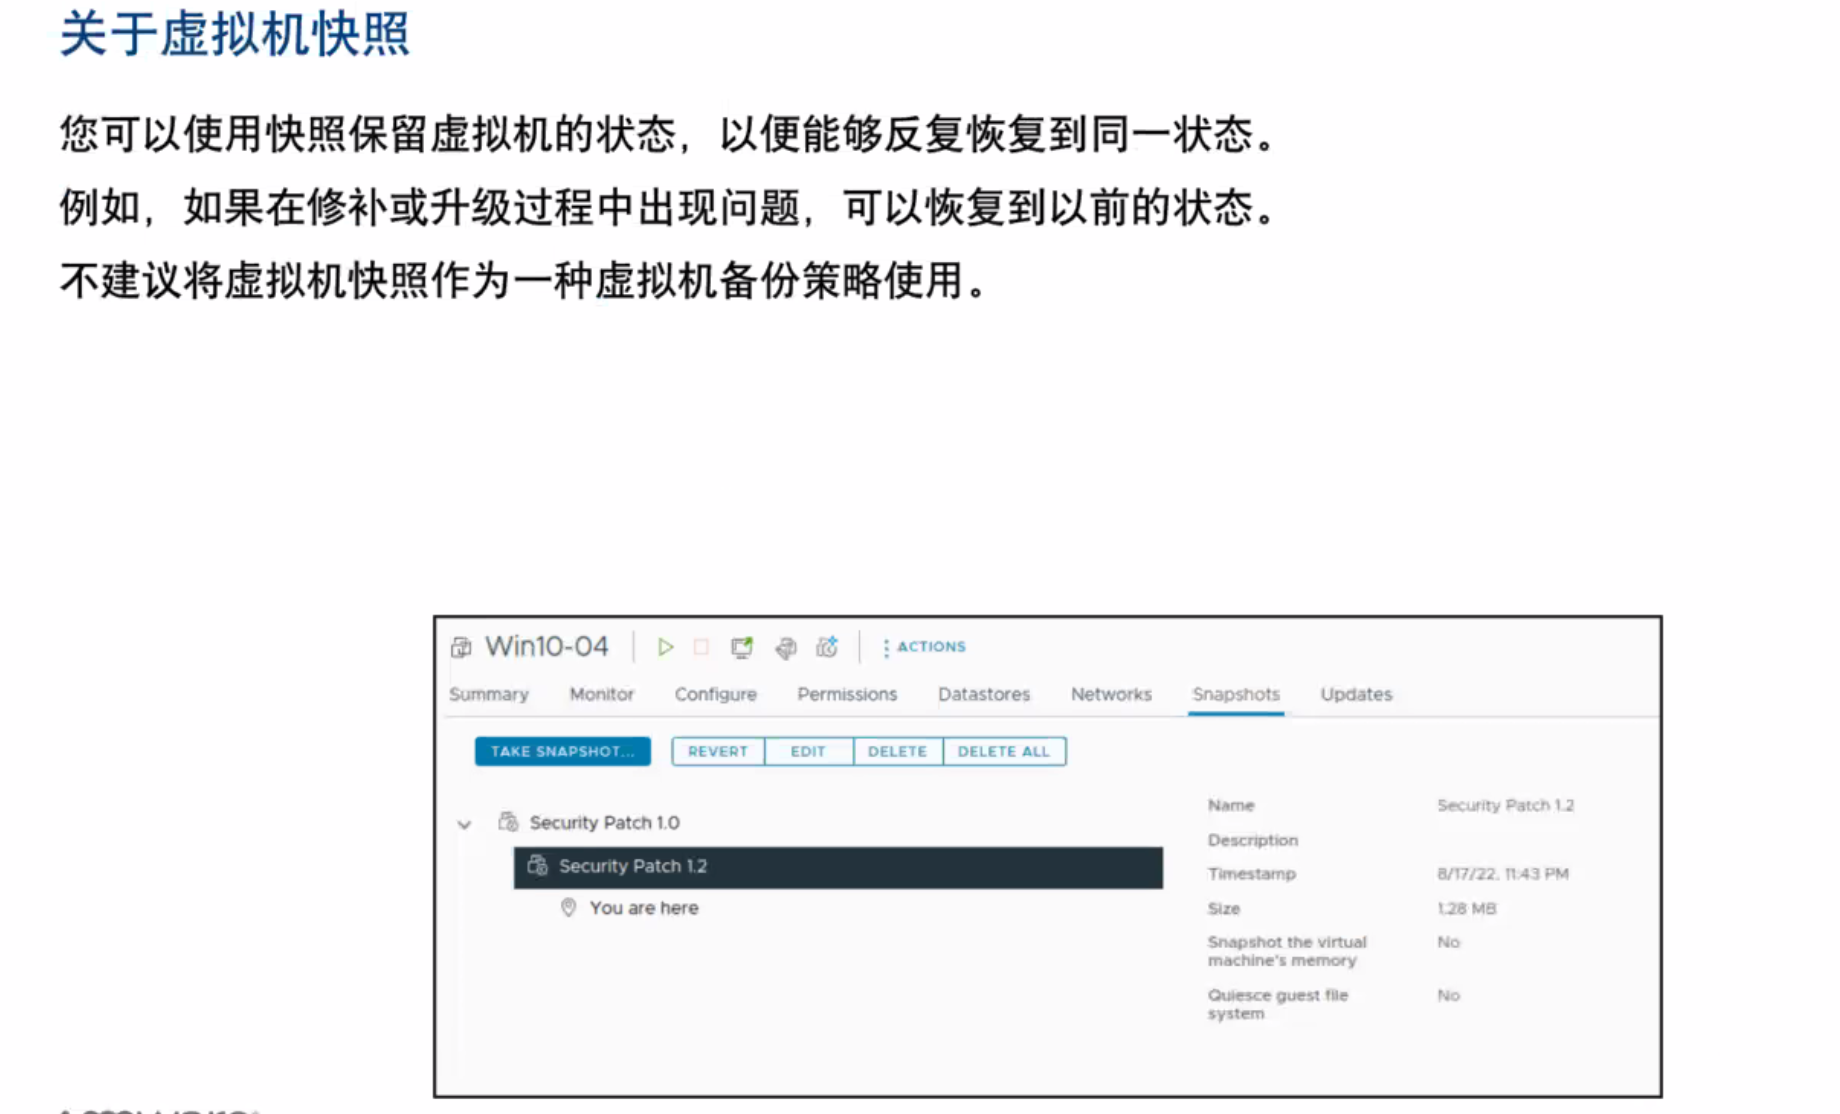 关于虚拟机快照
您可以使用快照保留虚拟机的状态，以便能够反复恢复到同一状态。
例如，如果在修补或升级过程中出现问题，可以恢复到以前的状态。
不建议将虚拟机快照作为一种虚拟机备份策略使用。
Win10-04 ACTIONS
Summary Monitor Configure Permissions Datastores Networks Snapshots Updates
TAKE SNAPSHOT... REVERT EDIT DELETE DELETE ALL
Security Patch 1.0
Security Patch 1.2
You are here
Name Security Patch 1.2
Description
Timestamp 8/17/22, 11:43 PM
Size 1.28 MB
Snapshot the virtual No
machine's memory
Quiesce guest file No
system